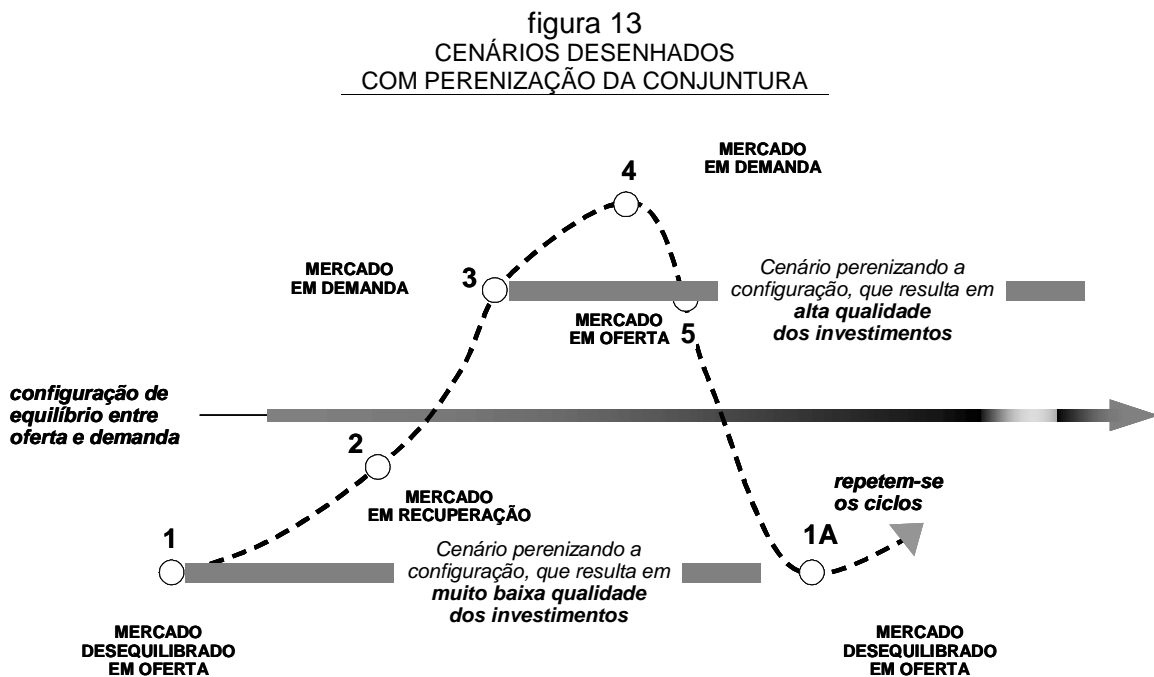 figura 13
CENÁRIOS DESENHADOS
COM PERENIZAÇÃO DA CONJUNTURA
MERCADO
EM DEMANDA
4
MERCADO
EM DEMANDA
3
Cenário perenizando a
configuração, que resulta em
alta qualidade
dos investimentos
MERCADO
EM OFERTA
5
configuração de
equilíbrio entre
oferta e demanda
2
MERCADO
EM RECUPERAÇÃO
repetem-se
os ciclos
1
Cenário perenizando a
configuração, que resulta em
muito baixa qualidade
dos investimentos
1A
MERCADO
DESEQUILIBRADO
EM OFERTA
MERCADO
DESEQUILIBRADO
EM OFERTA